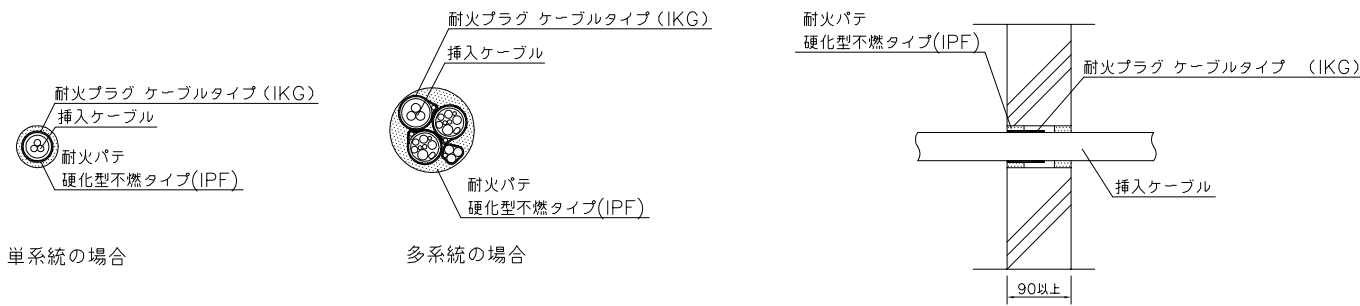 耐火プラグ ケーブルタイプ(IKG)
挿入ケーブル
耐火パテ
硬化型不燃タイプ(IPF)
単系統の場合
耐火プラグ ケーブルタイプ(IKG)
挿入ケーブル
耐火パテ
硬化型不燃タイプ(IPF)
多系統の場合
耐火パテ
硬化型不燃タイプ(IPF)
耐火プラグ ケーブルタイプ (IKG)
挿入ケーブル
90以上